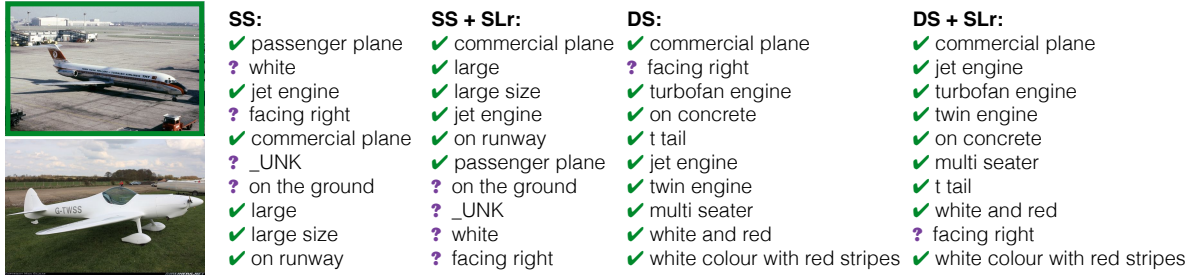 SS:
✔ passenger plane
? white
✔ jet engine
? facing right
✔ commercial plane
? _UNK
? on the ground
✔ large
✔ large size
✔ on runway
SS + SLr:
✔ commercial plane
✔ large
✔ large size
✔ jet engine
✔ on runway
✔ passenger plane
? on the ground
? _UNK
? white
? facing right
DS:
✔ commercial plane
? facing right
✔ turbofan engine
✔ on concrete
✔ t tail
✔ jet engine
✔ twin engine
✔ multi seater
✔ white and red
✔ white colour with red stripes
DS + SLr:
✔ commercial plane
✔ jet engine
✔ turbofan engine
✔ twin engine
✔ on concrete
✔ multi seater
✔ t tail
✔ white and red
? facing right
✔ white colour with red stripes
G-TWSS